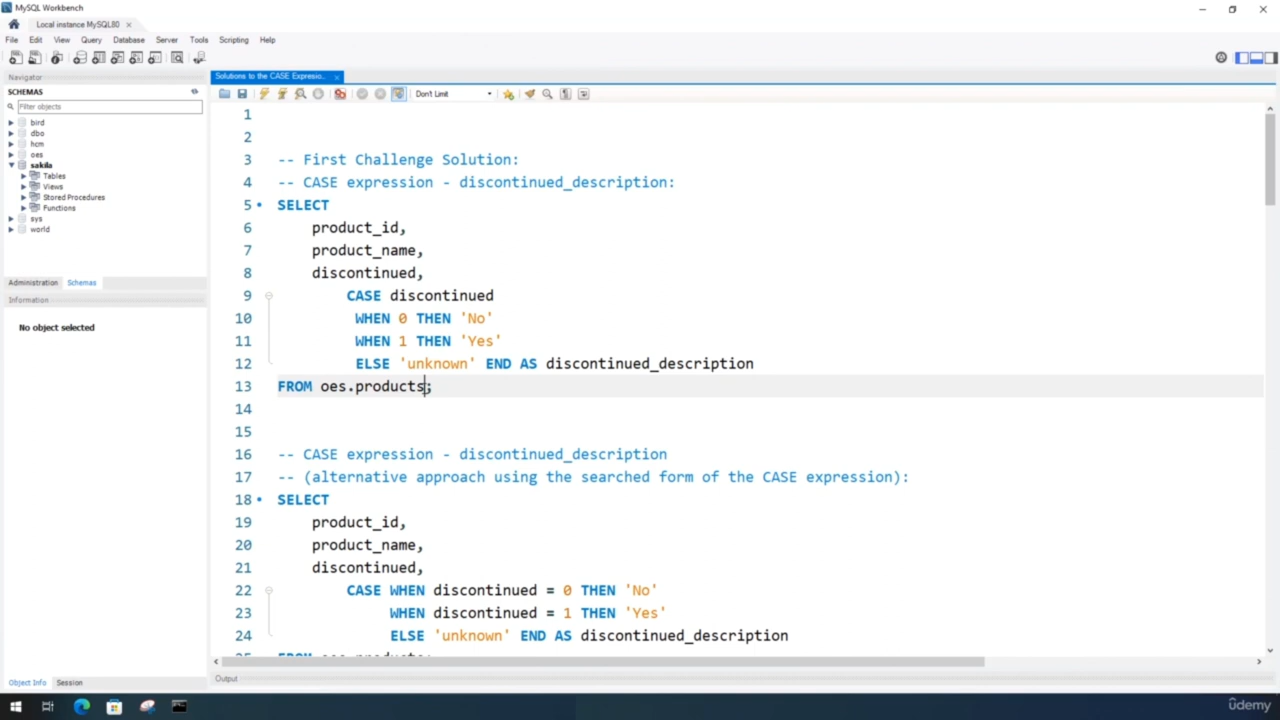 MySQL Workbench
Local instance MySQL80
File Edit View Query Database Server Tools Scripting Help
Navigator
SCHEMAS
Filter objects
bird
dbo
hcm
oes
sakila
Tables
Views
Stored Procedures
Functions
sys
world
Administration Schemas
Information
No object selected
Object Info Session
Solutions to the CASE Expresio...
Don't Limit
1
2
3 -- First Challenge Solution:
4 -- CASE expression - discontinued_description:
5 SELECT
6 product_id,
7 product_name,
8 discontinued,
9 CASE discontinued
10 WHEN 0 THEN 'No'
11 WHEN 1 THEN 'Yes'
12 ELSE 'unknown' END AS discontinued_description
13 FROM oes.products;
14
15
16 -- CASE expression - discontinued_description
17 -- (alternative approach using the searched form of the CASE expression):
18 SELECT
19 product_id,
20 product_name,
21 discontinued,
22 CASE WHEN discontinued = 0 THEN 'No'
23 WHEN discontinued = 1 THEN 'Yes'
24 ELSE 'unknown' END AS discontinued_description
25 FROM oes.products;
Output
udemy